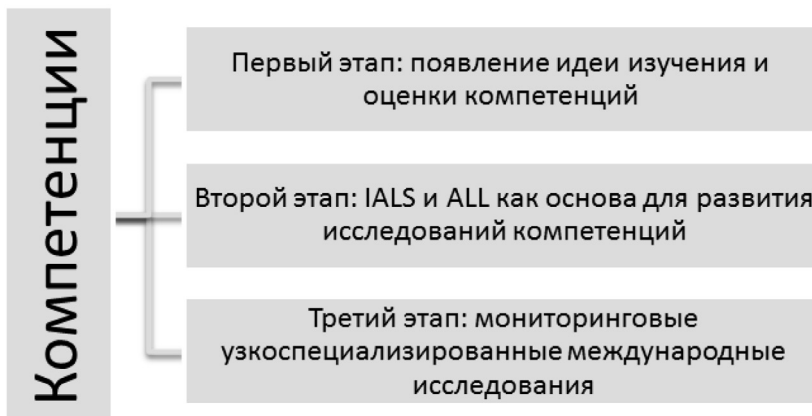 Компетенции
Первый этап: появление идеи изучения и
оценки компетенций
Второй этап: IALS и ALL как основа для развития
исследований компетенций
Третий этап: мониторинговые
узкоспециализированные международные
исследования